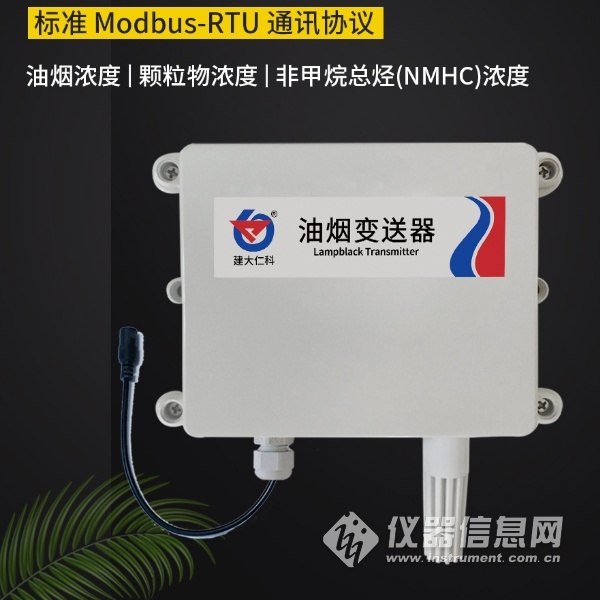 标准 Modbus-RTU 通讯协议
油烟浓度 | 颗粒物浓度 | 非甲烷总烃(NMHC)浓度
®
建大仁科
油烟变送器
Lampblack Transmitter
仪器信息网
www.instrument.com.cn